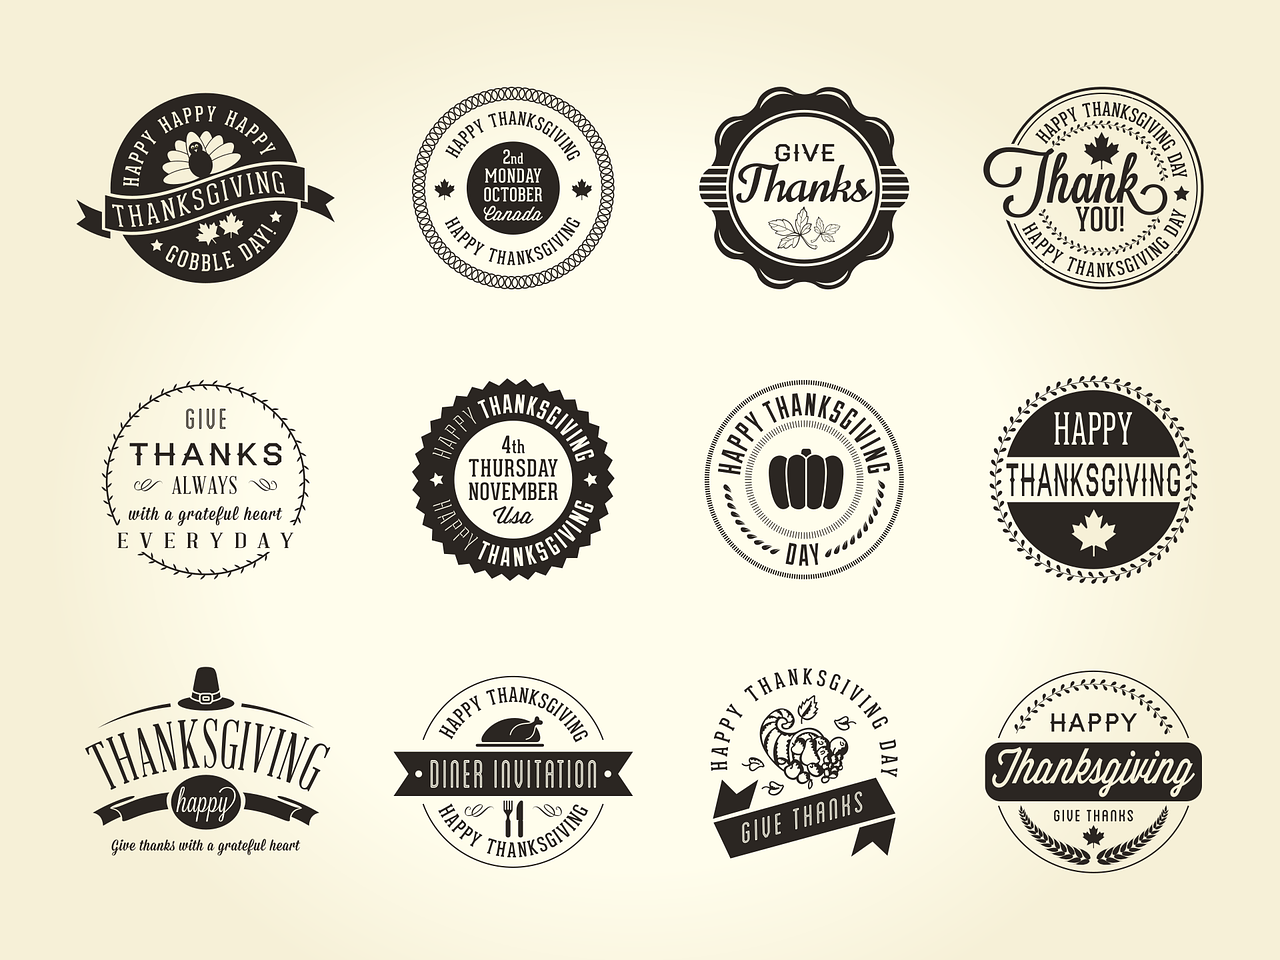 HAPPY HAPPY HAPPY
THANKSGIVING
GOBBLE DAY!
HAPPY THANKSGIVING
2nd
MONDAY
OCTOBER
Canada
HAPPY THANKSGIVING
GIVE
Thanks
HAPPY THANKSGIVING DAY
Thank
YOU!
HAPPY THANKSGIVING DAY
GIVE
THANKS
ALWAYS
with a grateful heart
EVERYDAY
HAPPY THANKSGIVING
4th
THURSDAY
NOVEMBER
Usa
HAPPY THANKSGIVING
HAPPY THANKSGIVING
DAY
HAPPY
THANKSGIVING
THANKSGIVING
happy
Give thanks with a grateful heart
HAPPY THANKSGIVING
DINER INVITATION
HAPPY THANKSGIVING
HAPPY THANKSGIVING DAY
GIVE THANKS
HAPPY
Thanksgiving
GIVE THANKS